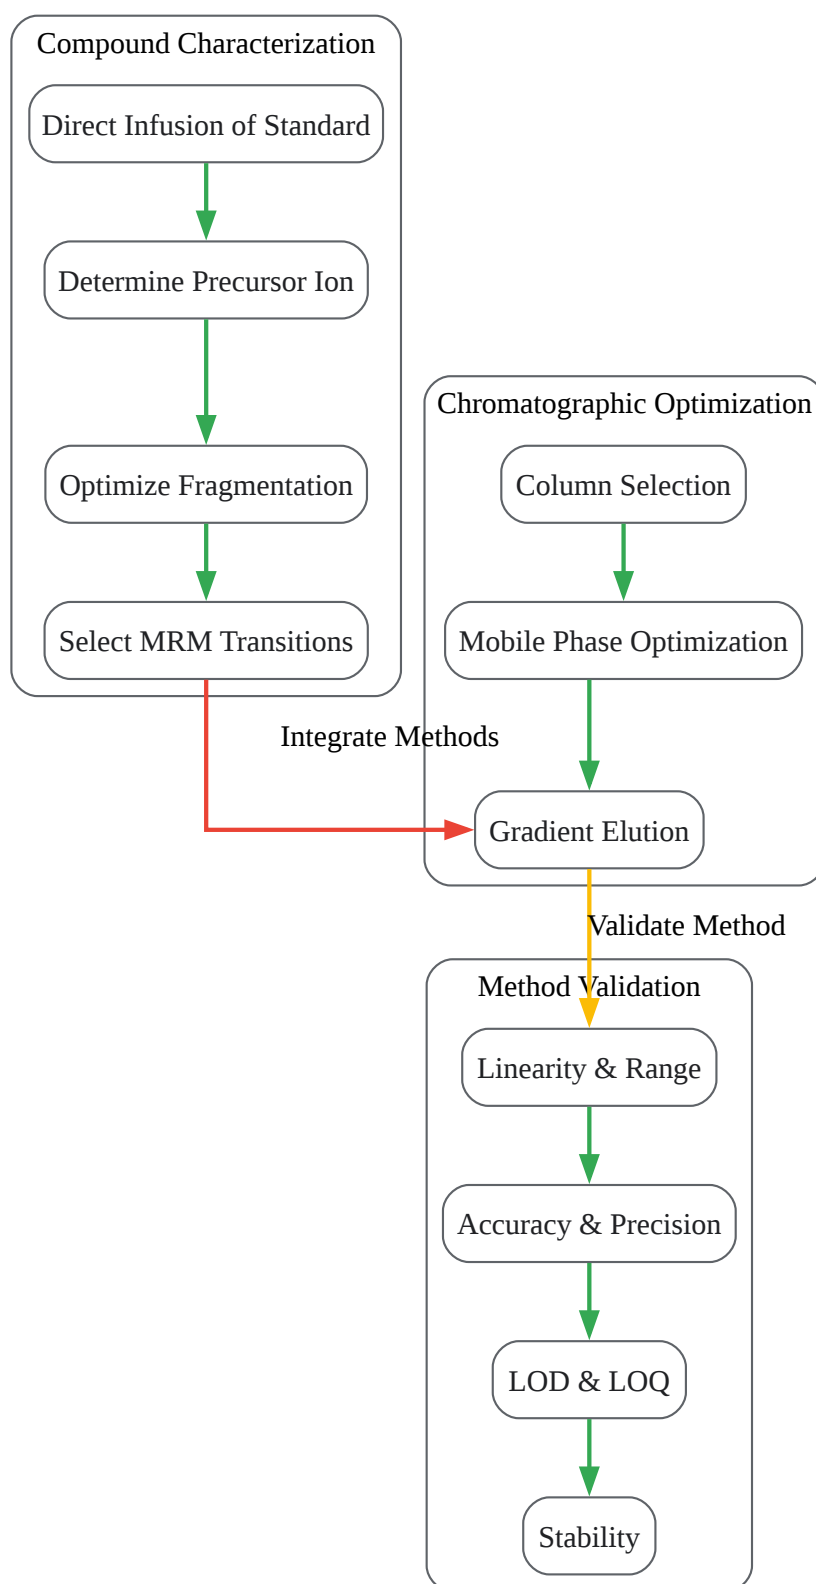 Compound Characterization
Direct Infusion of Standard
Determine Precursor Ion
Optimize Fragmentation
Select MRM Transitions
Chromatographic Optimization
Column Selection
Mobile Phase Optimization
Integrate Methods
Gradient Elution
Validate Method
Method Validation
Linearity & Range
Accuracy & Precision
LOD & LOQ
Stability